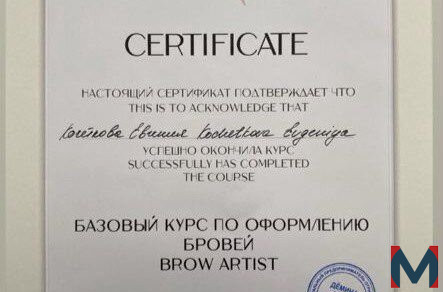 CERTIFICATE
НАСТОЯЩИЙ СЕРТИФИКАТ ПОДТВЕРЖДАЕТ ЧТО
THIS IS TO ACKNOWLEDGE THAT
Evgeniya
УСПЕШНО ОКОНЧИЛА КУРС
SUCCESSFULLY HAS COMPLETED
THE COURSE
БАЗОВЫЙ КУРС ПО ОФОРМЛЕНИЮ
БРОВЕЙ
BROW ARTIST
M